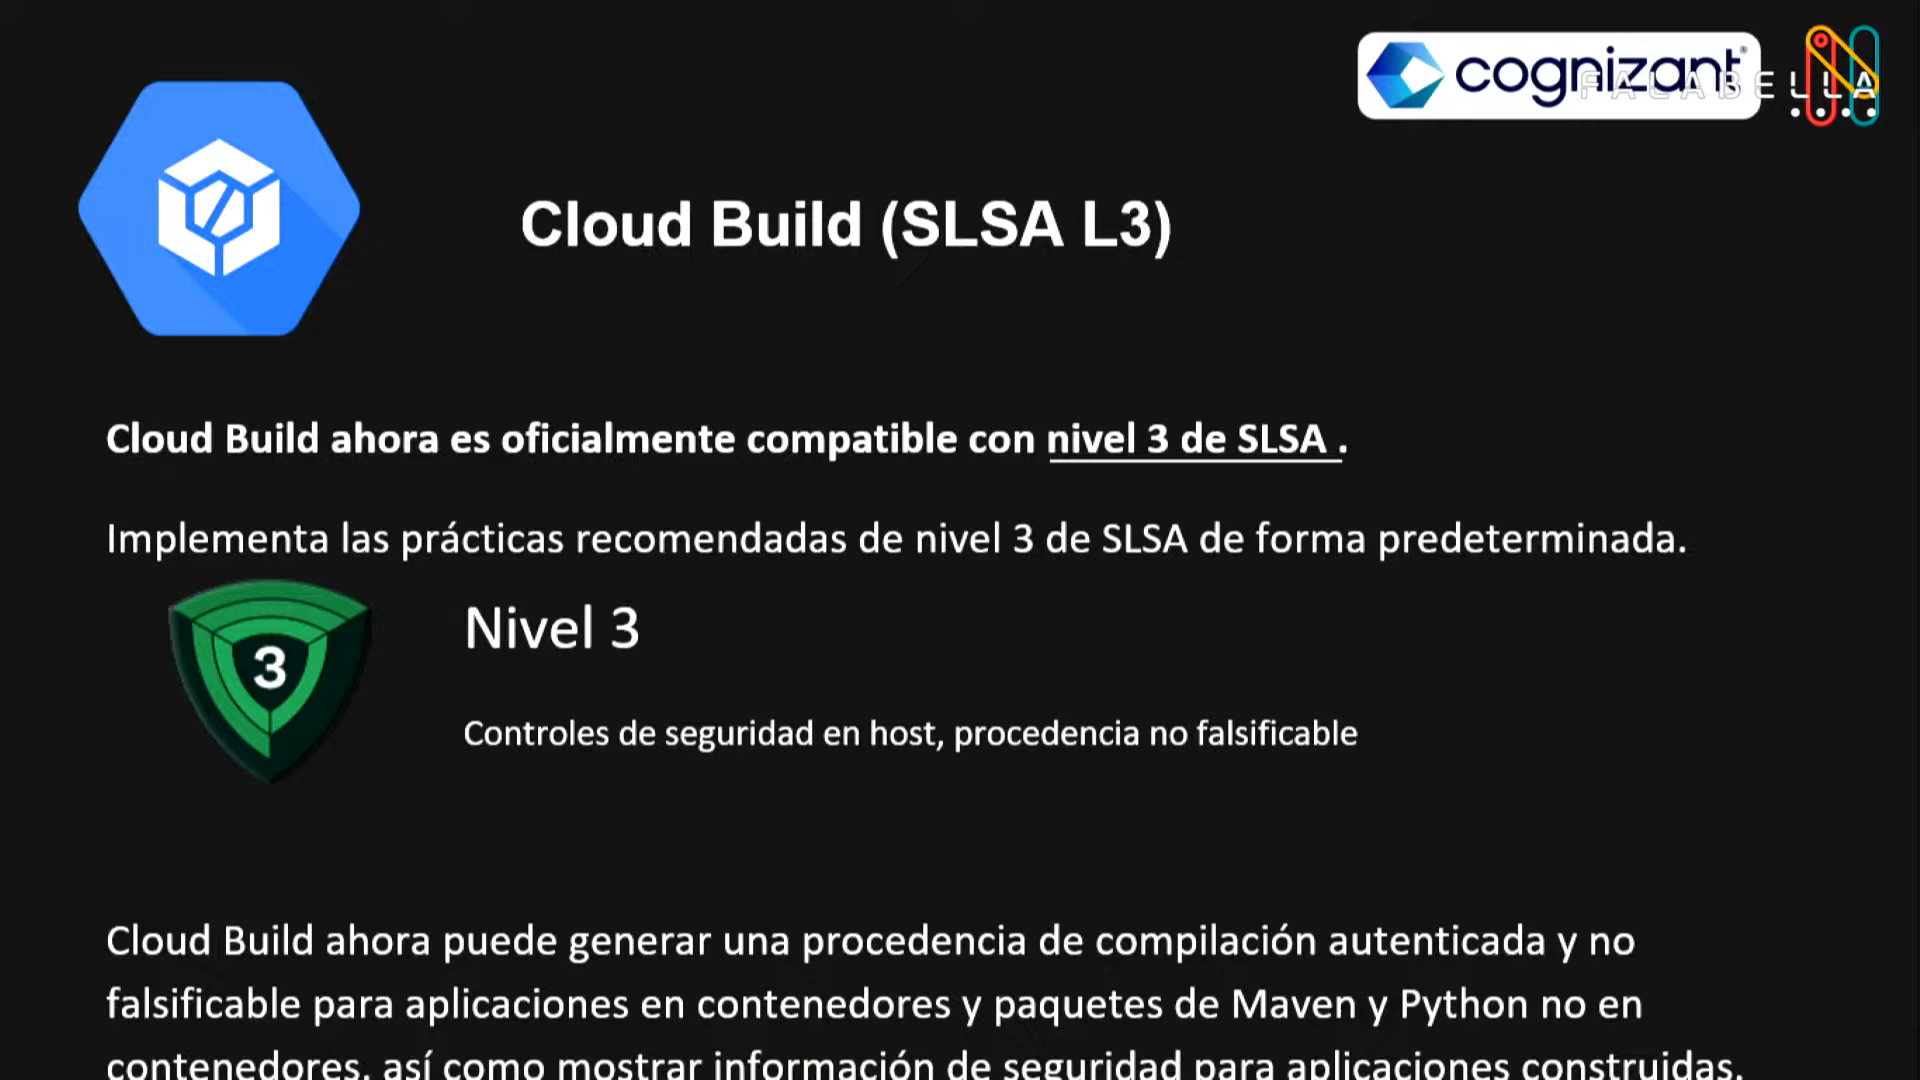 cognizant
FALABELLA
Cloud Build (SLSA L3)
Cloud Build ahora es oficialmente compatible con nivel 3 de SLSA .
Implementa las prácticas recomendadas de nivel 3 de SLSA de forma predeterminada.
3
Nivel 3
Controles de seguridad en host, procedencia no falsificable
Cloud Build ahora puede generar una procedencia de compilación autenticada y no
falsificable para aplicaciones en contenedores y paquetes de Maven y Python no en
contenedores, así como mostrar información de seguridad para aplicaciones construidas.